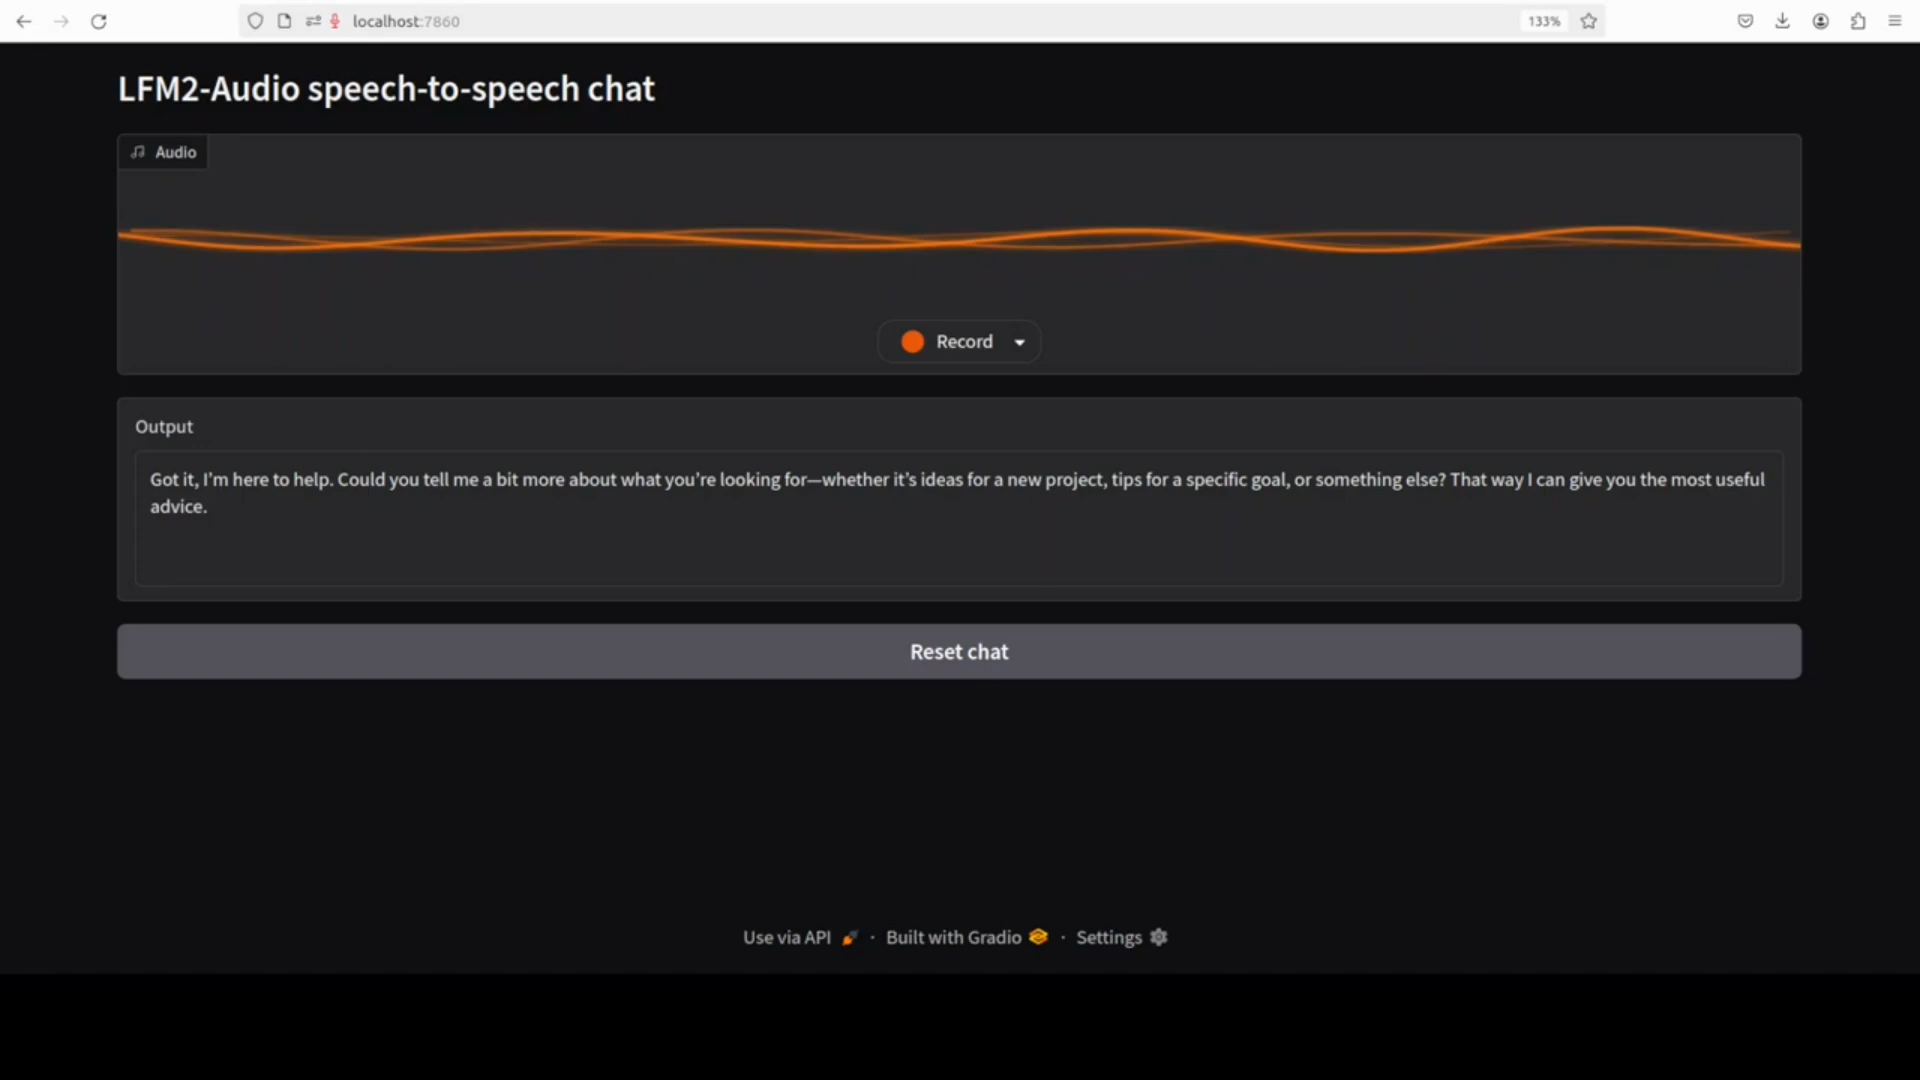 localhost:7860
133%
LFM2-Audio speech-to-speech chat
Audio
Record
Output
Got it, I’m here to help. Could you tell me a bit more about what you’re looking for—whether it’s ideas for a new project, tips for a specific goal, or something else? That way I can give you the most useful
advice.
Reset chat
Use via API · Built with Gradio · Settings